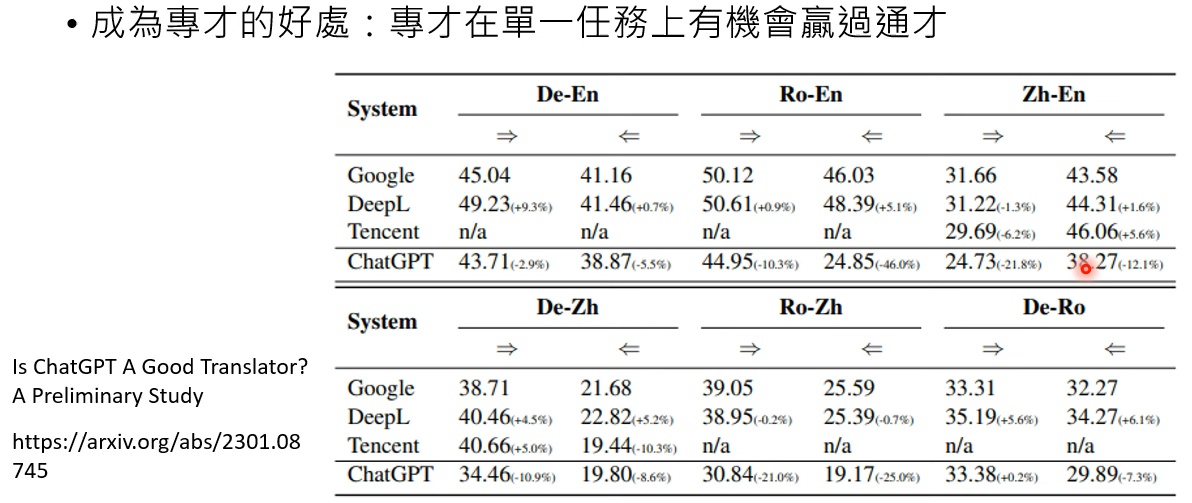 • 成為專才的好處：專才在單一任務上有機會贏過通才
System De-En Ro-En Zh-En
⇒ ⇐ ⇒ ⇐ ⇒ ⇐
Google 45.04 41.16 50.12 46.03 31.66 43.58
DeepL 49.23(+9.3%) 41.46(+0.7%) 50.61(+0.9%) 48.39(+5.1%) 31.22(-1.3%) 44.31(+1.6%)
Tencent n/a n/a n/a n/a 29.69(-6.2%) 46.06(+5.6%)
ChatGPT 43.71(-2.9%) 38.87(-5.5%) 44.95(-10.3%) 24.85(-46.0%) 24.73(-21.8%) 38.27(-12.1%)
System De-Zh Ro-Zh De-Ro
⇒ ⇐ ⇒ ⇐ ⇒ ⇐
Google 38.71 21.68 39.05 25.59 33.31 32.27
DeepL 40.46(+4.5%) 22.82(+5.2%) 38.95(-0.2%) 25.39(-0.7%) 35.19(+5.6%) 34.27(+6.1%)
Tencent 40.66(+5.0%) 19.44(-10.3%) n/a n/a n/a n/a
ChatGPT 34.46(-10.9%) 19.80(-8.6%) 30.84(-21.0%) 19.17(-25.0%) 33.38(+0.2%) 29.89(-7.3%)
Is ChatGPT A Good Translator?
A Preliminary Study
https://arxiv.org/abs/2301.08
745